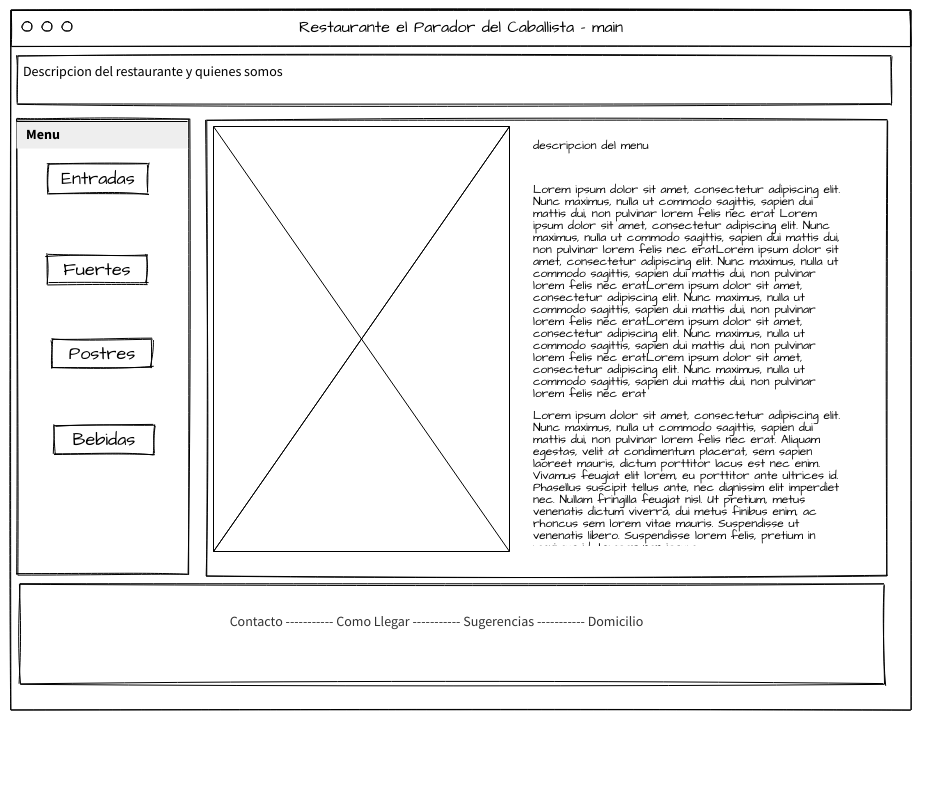 Restaurante el Parador del Caballista - main
Descripcion del restaurante y quienes somos
Menu
Entradas
Fuertes
Postres
Bebidas
descripcion del menu
Lorem ipsum dolor sit amet, consectetur adipiscing elit.
Nunc maximus, nulla ut commodo sagittis, sapien dui
mattis dui, non pulvinar lorem felis nec erat Lorem
ipsum dolor sit amet, consectetur adipiscing elit. Nunc
maximus, nulla ut commodo sagittis, sapien dui mattis dui,
non pulvinar lorem felis nec eratLorem ipsum dolor sit
amet, consectetur adipiscing elit. Nunc maximus, nulla ut
commodo sagittis, sapien dui mattis dui, non pulvinar
lorem felis nec eratLorem ipsum dolor sit amet,
consectetur adipiscing elit. Nunc maximus, nulla ut
commodo sagittis, sapien dui mattis dui, non pulvinar
lorem felis nec eratLorem ipsum dolor sit amet,
consectetur adipiscing elit. Nunc maximus, nulla ut
commodo sagittis, sapien dui mattis dui, non pulvinar
lorem felis nec eratLorem ipsum dolor sit amet,
consectetur adipiscing elit. Nunc maximus, nulla ut
commodo sagittis, sapien dui mattis dui, non pulvinar
lorem felis nec erat
Lorem ipsum dolor sit amet, consectetur adipiscing elit.
Nunc maximus, nulla ut commodo sagittis, sapien dui
mattis dui, non pulvinar lorem felis nec erat. Aliquam
egestas, velit at condimentum placerat, sem sapien
laoreet mauris, dictum porttitor lacus est nec enim.
Vivamus feugiat elit lorem, eu porttitor ante ultrices id.
Phasellus suscipit tellus ante, nec dignissim elit imperdiet
nec. Nullam fringilla feugiat nisl. Ut pretium, metus
venenatis dictum viverra, dui metus finibus enim, ac
rhoncus sem lorem vitae mauris. Suspendisse ut
venenatis libero. Suspendisse lorem felis, pretium in
Contacto ----------- Como Llegar ----------- Sugerencias ----------- Domicilio